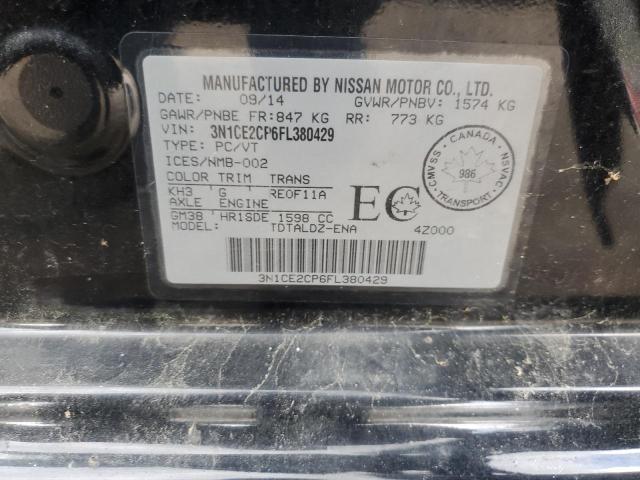 MANUFACTURED BY NISSAN MOTOR CO., LTD.
DATE: 09/14 GVWR/PNBV: 1574 KG
GAWR/PNBE FR: 847 KG RR: 773 KG
VIN: 3N1CE2CP6FL380429
TYPE: PC/VT
ICES/NMB-002
COLOR TRIM TRANS
KH3 ' G ' RE0F11A
AXLE ENGINE
GM38 ' HR15DE 1598 CC
MODEL: TDTALDZ-ENA 4Z000
EC
CANADA
CMVSS NSVAC
986
TRANSPORT
3N1CE2CP6FL380429